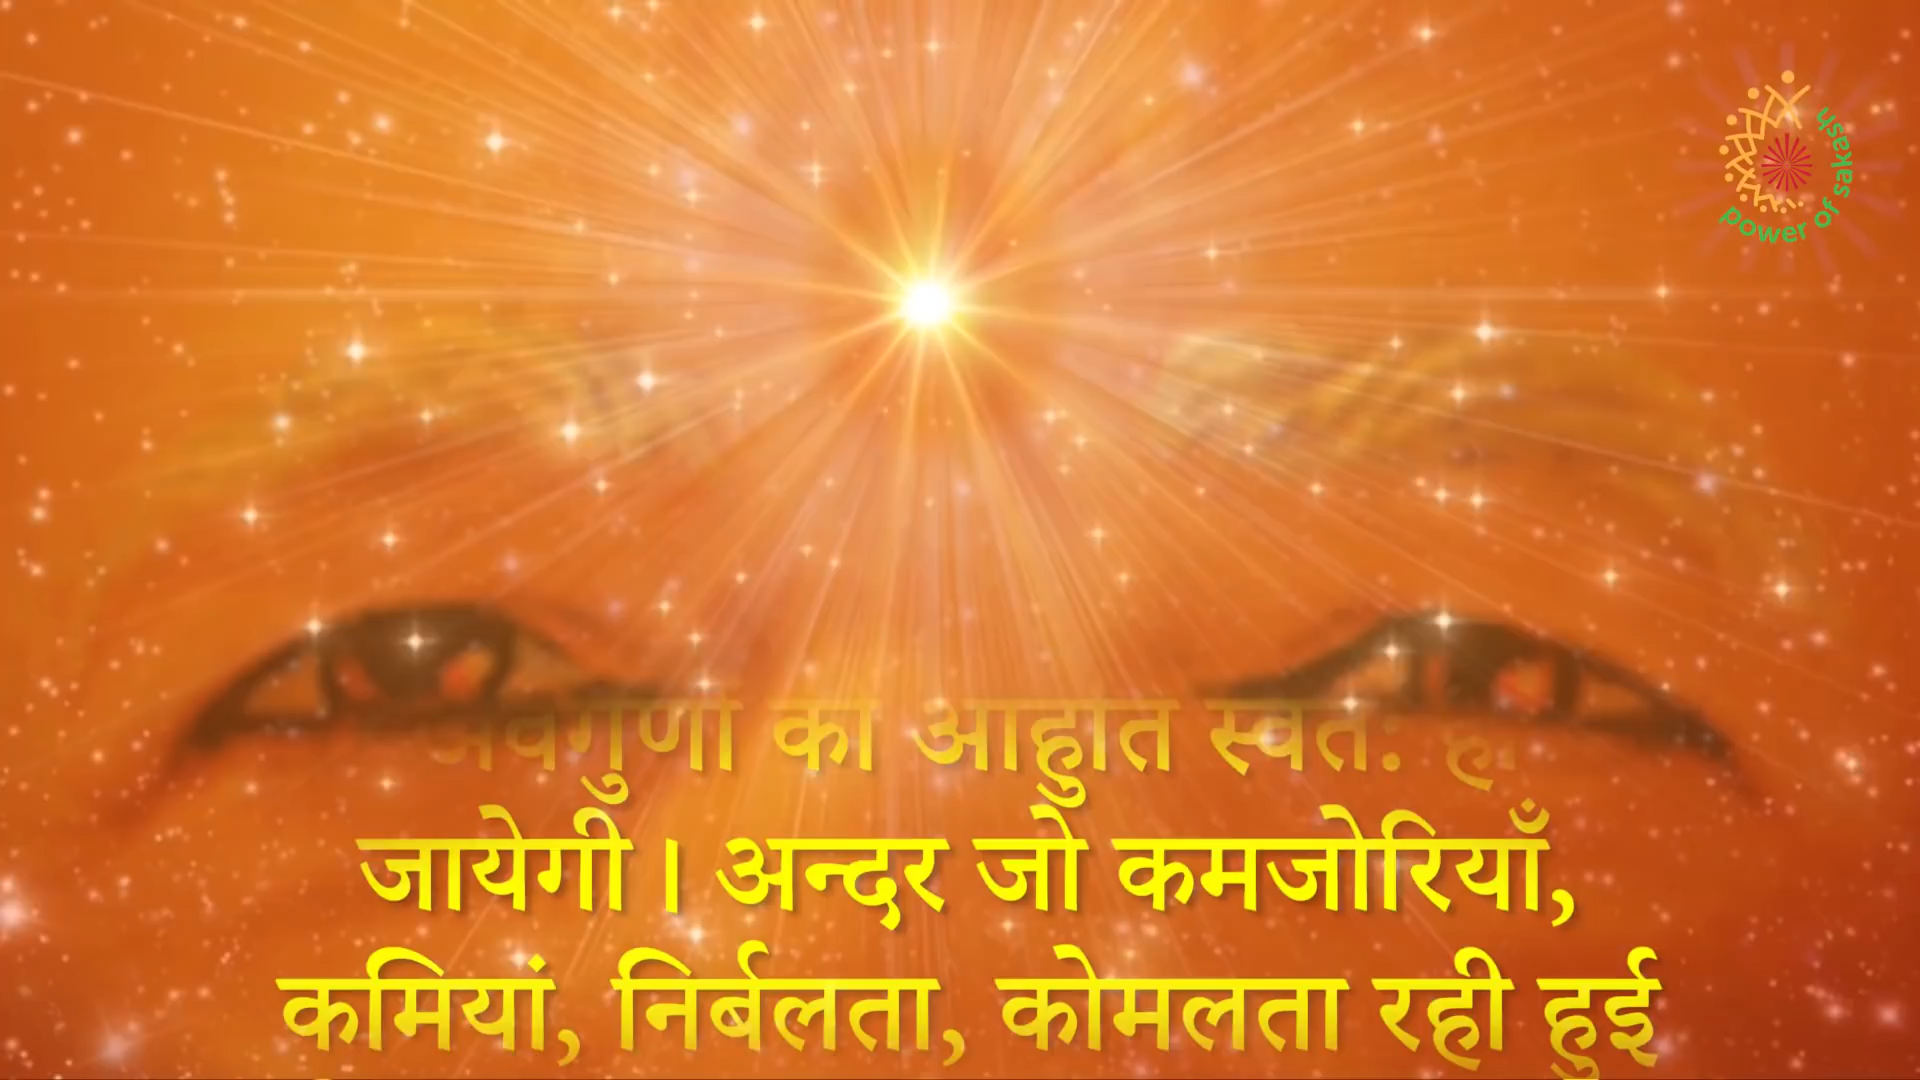 power of sakash
अवगुणों की आहुति स्वत: हो
जायेगी। अन्दर जो कमजोरियाँ,
कमियां, निर्बलता, कोमलता रही हुई